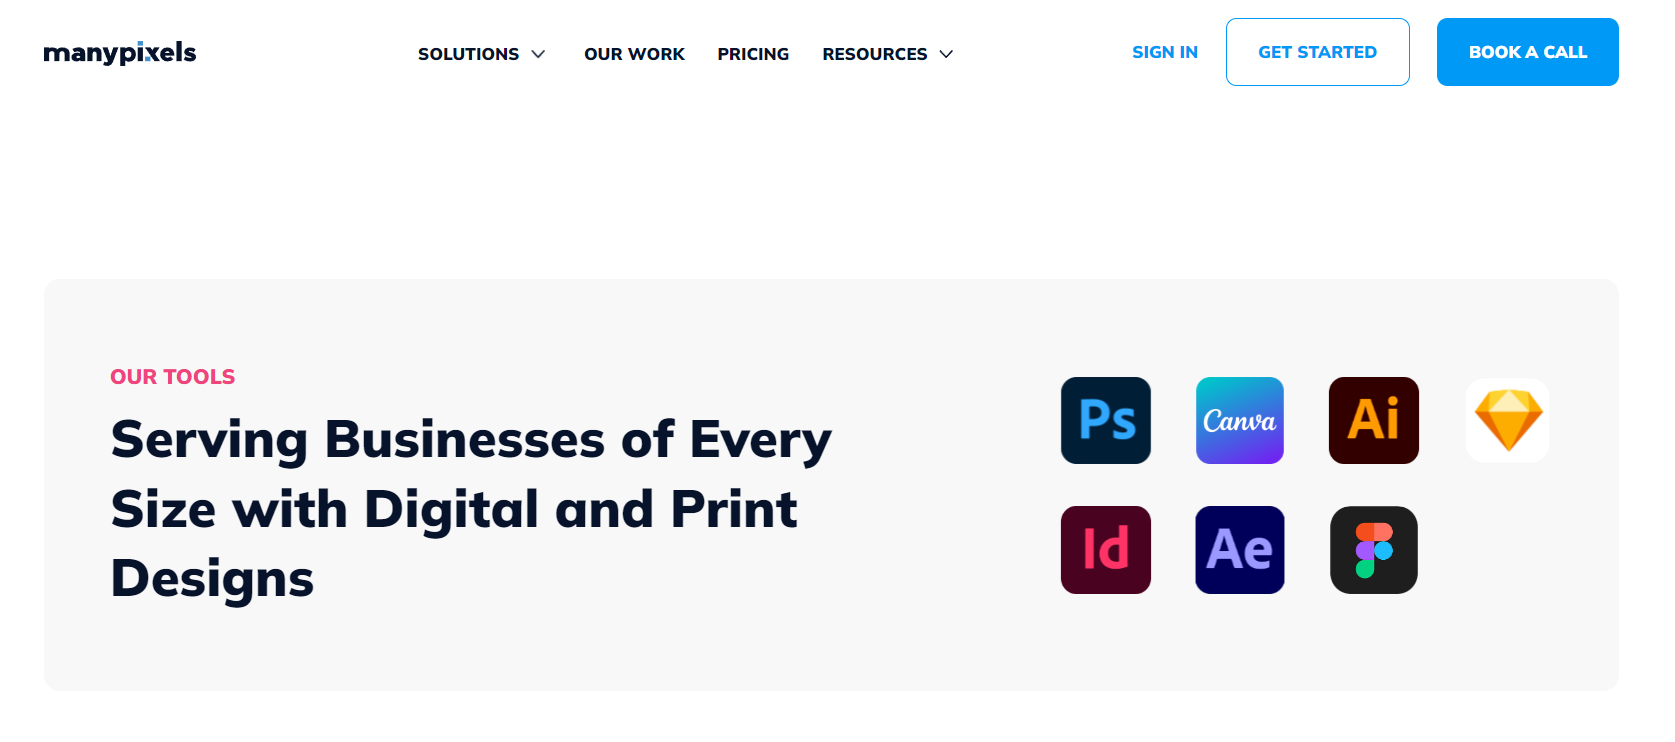 manypixels
SOLUTIONS
OUR WORK
PRICING
RESOURCES
SIGN IN
GET STARTED
BOOK A CALL
OUR TOOLS
Serving Businesses of Every
Size with Digital and Print
Designs
Ps
Canva
Ai
Id
Ae